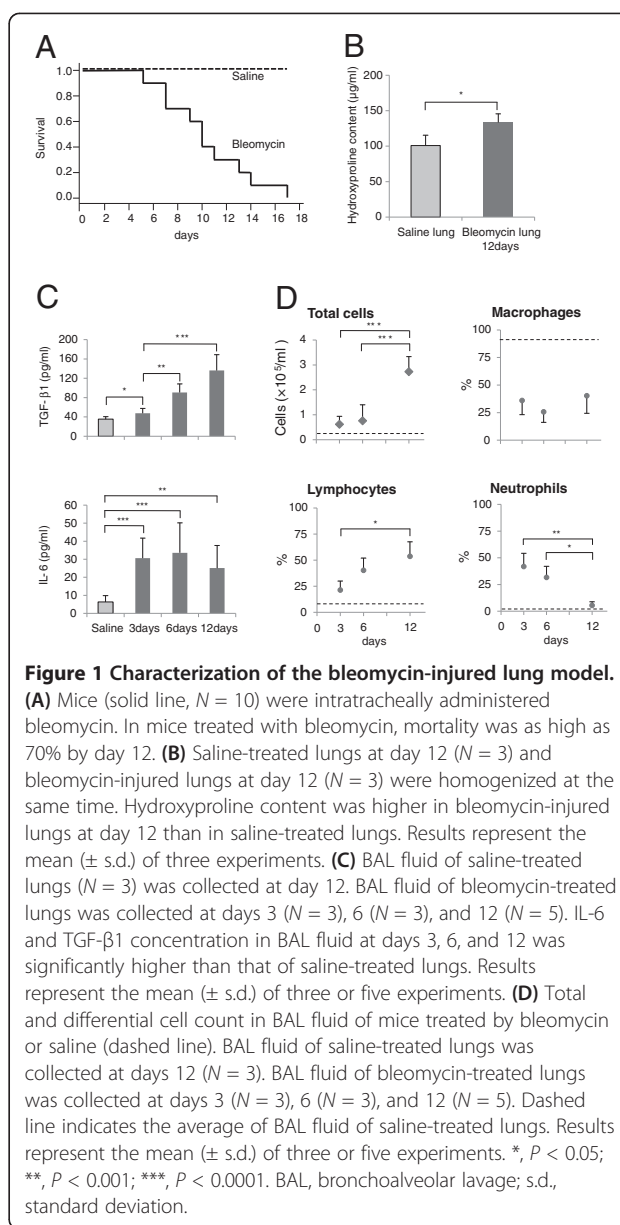 A
1.0
0.8
0.6
0.4
0.2
0.0
Survival
Saline
Bleomycin
0 2 4 6 8 10 12 14 16 18
days
B
Hydroxyproline content (µg/ml)
200
150
100
50
0
*
Saline lung Bleomycin lung
12days
C
TGF- β1 (pg/ml)
200
160
120
80
40
0
*
**
***
IL- 6 (pg/ml)
60
50
40
30
20
10
0
***
***
**
Saline 3days 6days 12days
D
Total cells
Cells (×10⁵/ml)
4
3
2
1
0
***
***
Macrophages
%
100
75
50
25
0
Lymphocytes
%
100
75
50
25
0
*
0 3 6 12
days
Neutrophils
%
100
75
50
25
0
**
*
0 3 6 12
days
Figure 1 Characterization of the bleomycin-injured lung model.
(A) Mice (solid line, N = 10) were intratracheally administered
bleomycin. In mice treated with bleomycin, mortality was as high as
70% by day 12. (B) Saline-treated lungs at day 12 (N = 3) and
bleomycin-injured lungs at day 12 (N = 3) were homogenized at the
same time. Hydroxyproline content was higher in bleomycin-injured
lungs at day 12 than in saline-treated lungs. Results represent the
mean (± s.d.) of three experiments. (C) BAL fluid of saline-treated
lungs (N = 3) was collected at day 12. BAL fluid of bleomycin-treated
lungs was collected at days 3 (N = 3), 6 (N = 3), and 12 (N = 5). IL-6
and TGF-β1 concentration in BAL fluid at days 3, 6, and 12 was
significantly higher than that of saline-treated lungs. Results
represent the mean (± s.d.) of three or five experiments. (D) Total
and differential cell count in BAL fluid of mice treated by bleomycin
or saline (dashed line). BAL fluid of saline-treated lungs was
collected at days 12 (N = 3). BAL fluid of bleomycin-treated lungs
was collected at days 3 (N = 3), 6 (N = 3), and 12 (N = 5). Dashed
line indicates the average of BAL fluid of saline-treated lungs. Results
represent the mean (± s.d.) of three or five experiments. *, P < 0.05;
**, P < 0.001; ***, P < 0.0001. BAL, bronchoalveolar lavage; s.d.,
standard deviation.